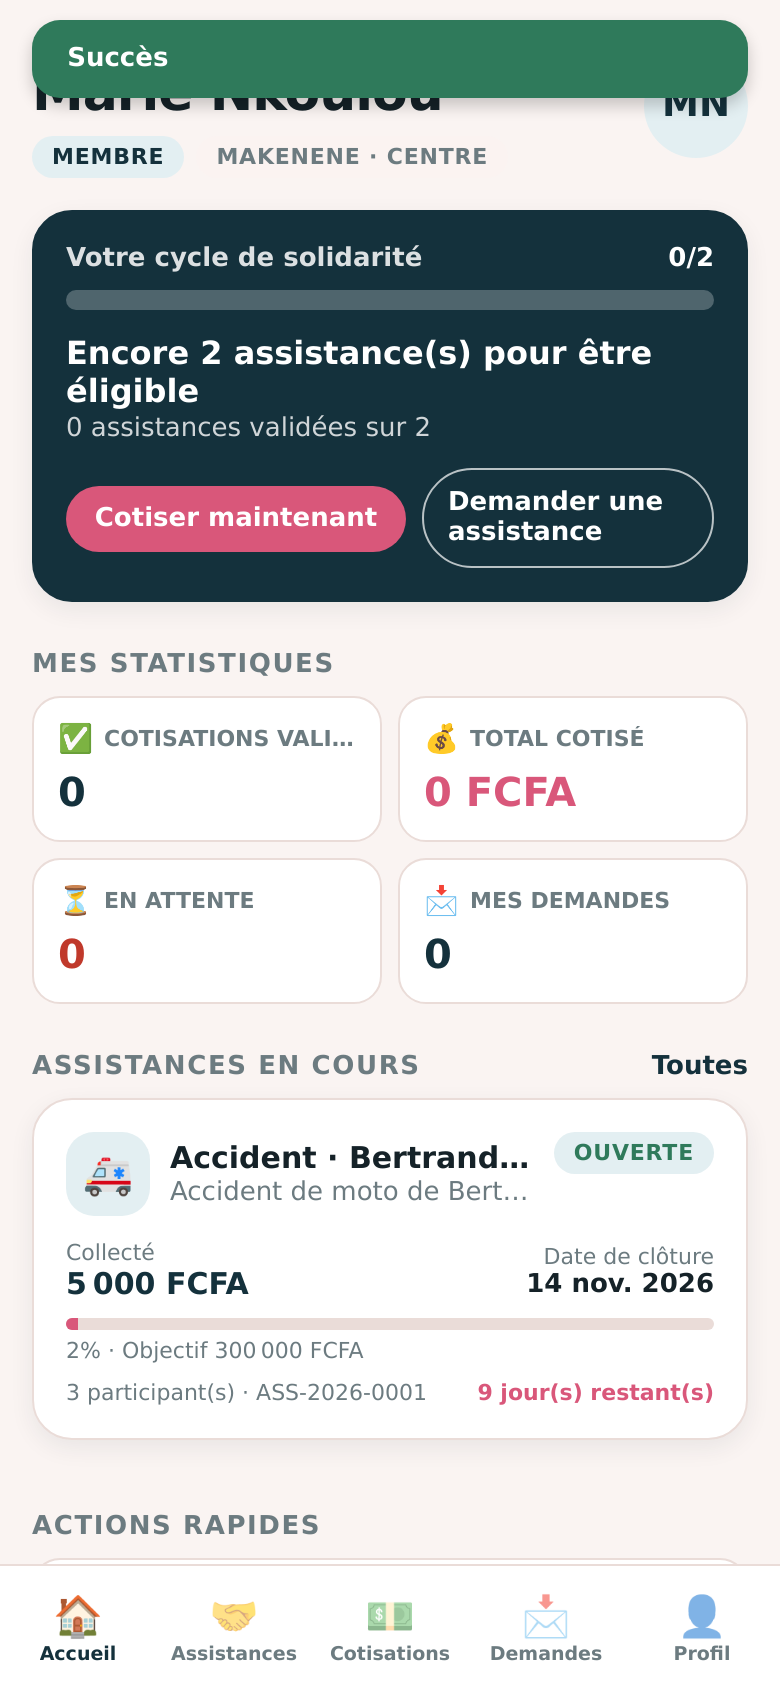 Succès
Marie Nkoulou
MN
MEMBRE
MAKENENE · CENTRE
Votre cycle de solidarité
0/2
Encore 2 assistance(s) pour être
éligible
0 assistances validées sur 2
Cotiser maintenant
Demander une
assistance
MES STATISTIQUES
COTISATIONS VALI…
0
TOTAL COTISÉ
0 FCFA
EN ATTENTE
0
MES DEMANDES
0
ASSISTANCES EN COURS
Toutes
Accident · Bertrand…
OUVERTE
Accident de moto de Bert…
Collecté
Date de clôture
5 000 FCFA
14 nov. 2026
2% · Objectif 300 000 FCFA
3 participant(s) · ASS-2026-0001
9 jour(s) restant(s)
ACTIONS RAPIDES
Accueil
Assistances
Cotisations
Demandes
Profil